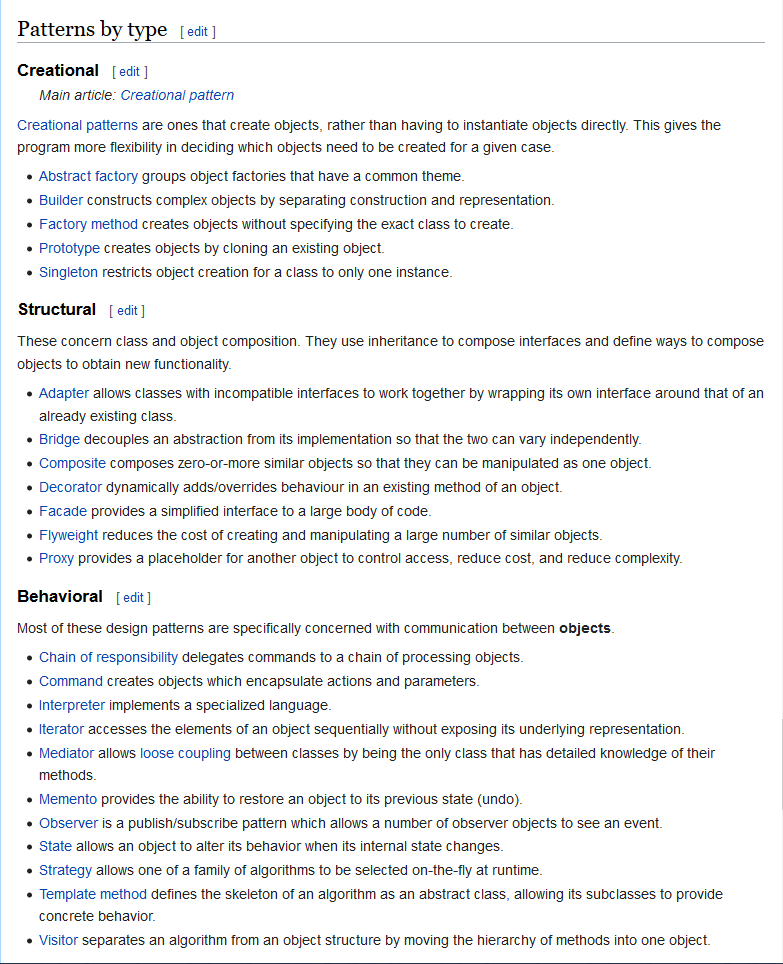 Patterns by type [ edit ]
Creational [ edit ]
Main article: Creational pattern
Creational patterns are ones that create objects, rather than having to instantiate objects directly. This gives the
program more flexibility in deciding which objects need to be created for a given case.
• Abstract factory groups object factories that have a common theme.
• Builder constructs complex objects by separating construction and representation.
• Factory method creates objects without specifying the exact class to create.
• Prototype creates objects by cloning an existing object.
• Singleton restricts object creation for a class to only one instance.
Structural [ edit ]
These concern class and object composition. They use inheritance to compose interfaces and define ways to compose
objects to obtain new functionality.
• Adapter allows classes with incompatible interfaces to work together by wrapping its own interface around that of an
already existing class.
• Bridge decouples an abstraction from its implementation so that the two can vary independently.
• Composite composes zero-or-more similar objects so that they can be manipulated as one object.
• Decorator dynamically adds/overrides behaviour in an existing method of an object.
• Facade provides a simplified interface to a large body of code.
• Flyweight reduces the cost of creating and manipulating a large number of similar objects.
• Proxy provides a placeholder for another object to control access, reduce cost, and reduce complexity.
Behavioral [ edit ]
Most of these design patterns are specifically concerned with communication between objects.
• Chain of responsibility delegates commands to a chain of processing objects.
• Command creates objects which encapsulate actions and parameters.
• Interpreter implements a specialized language.
• Iterator accesses the elements of an object sequentially without exposing its underlying representation.
• Mediator allows loose coupling between classes by being the only class that has detailed knowledge of their
methods.
• Memento provides the ability to restore an object to its previous state (undo).
• Observer is a publish/subscribe pattern which allows a number of observer objects to see an event.
• State allows an object to alter its behavior when its internal state changes.
• Strategy allows one of a family of algorithms to be selected on-the-fly at runtime.
• Template method defines the skeleton of an algorithm as an abstract class, allowing its subclasses to provide
concrete behavior.
• Visitor separates an algorithm from an object structure by moving the hierarchy of methods into one object.